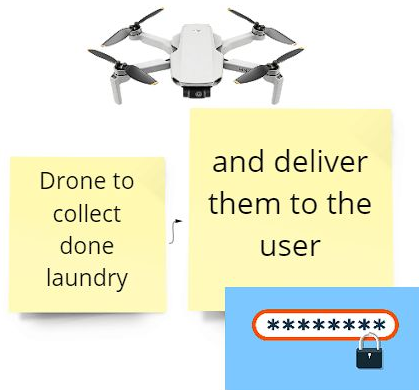 Drone to
collect
done
laundry
and deliver
them to the
user
********